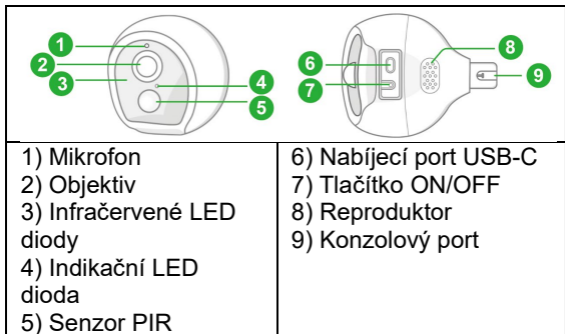 1
2
3
4
5
6
7
8
9
1) Mikrofon
2) Objektiv
3) Infračervené LED
diody
4) Indikační LED
dioda
5) Senzor PIR
6) Nabíjecí port USB-C
7) Tlačítko ON/OFF
8) Reproduktor
9) Konzolový port